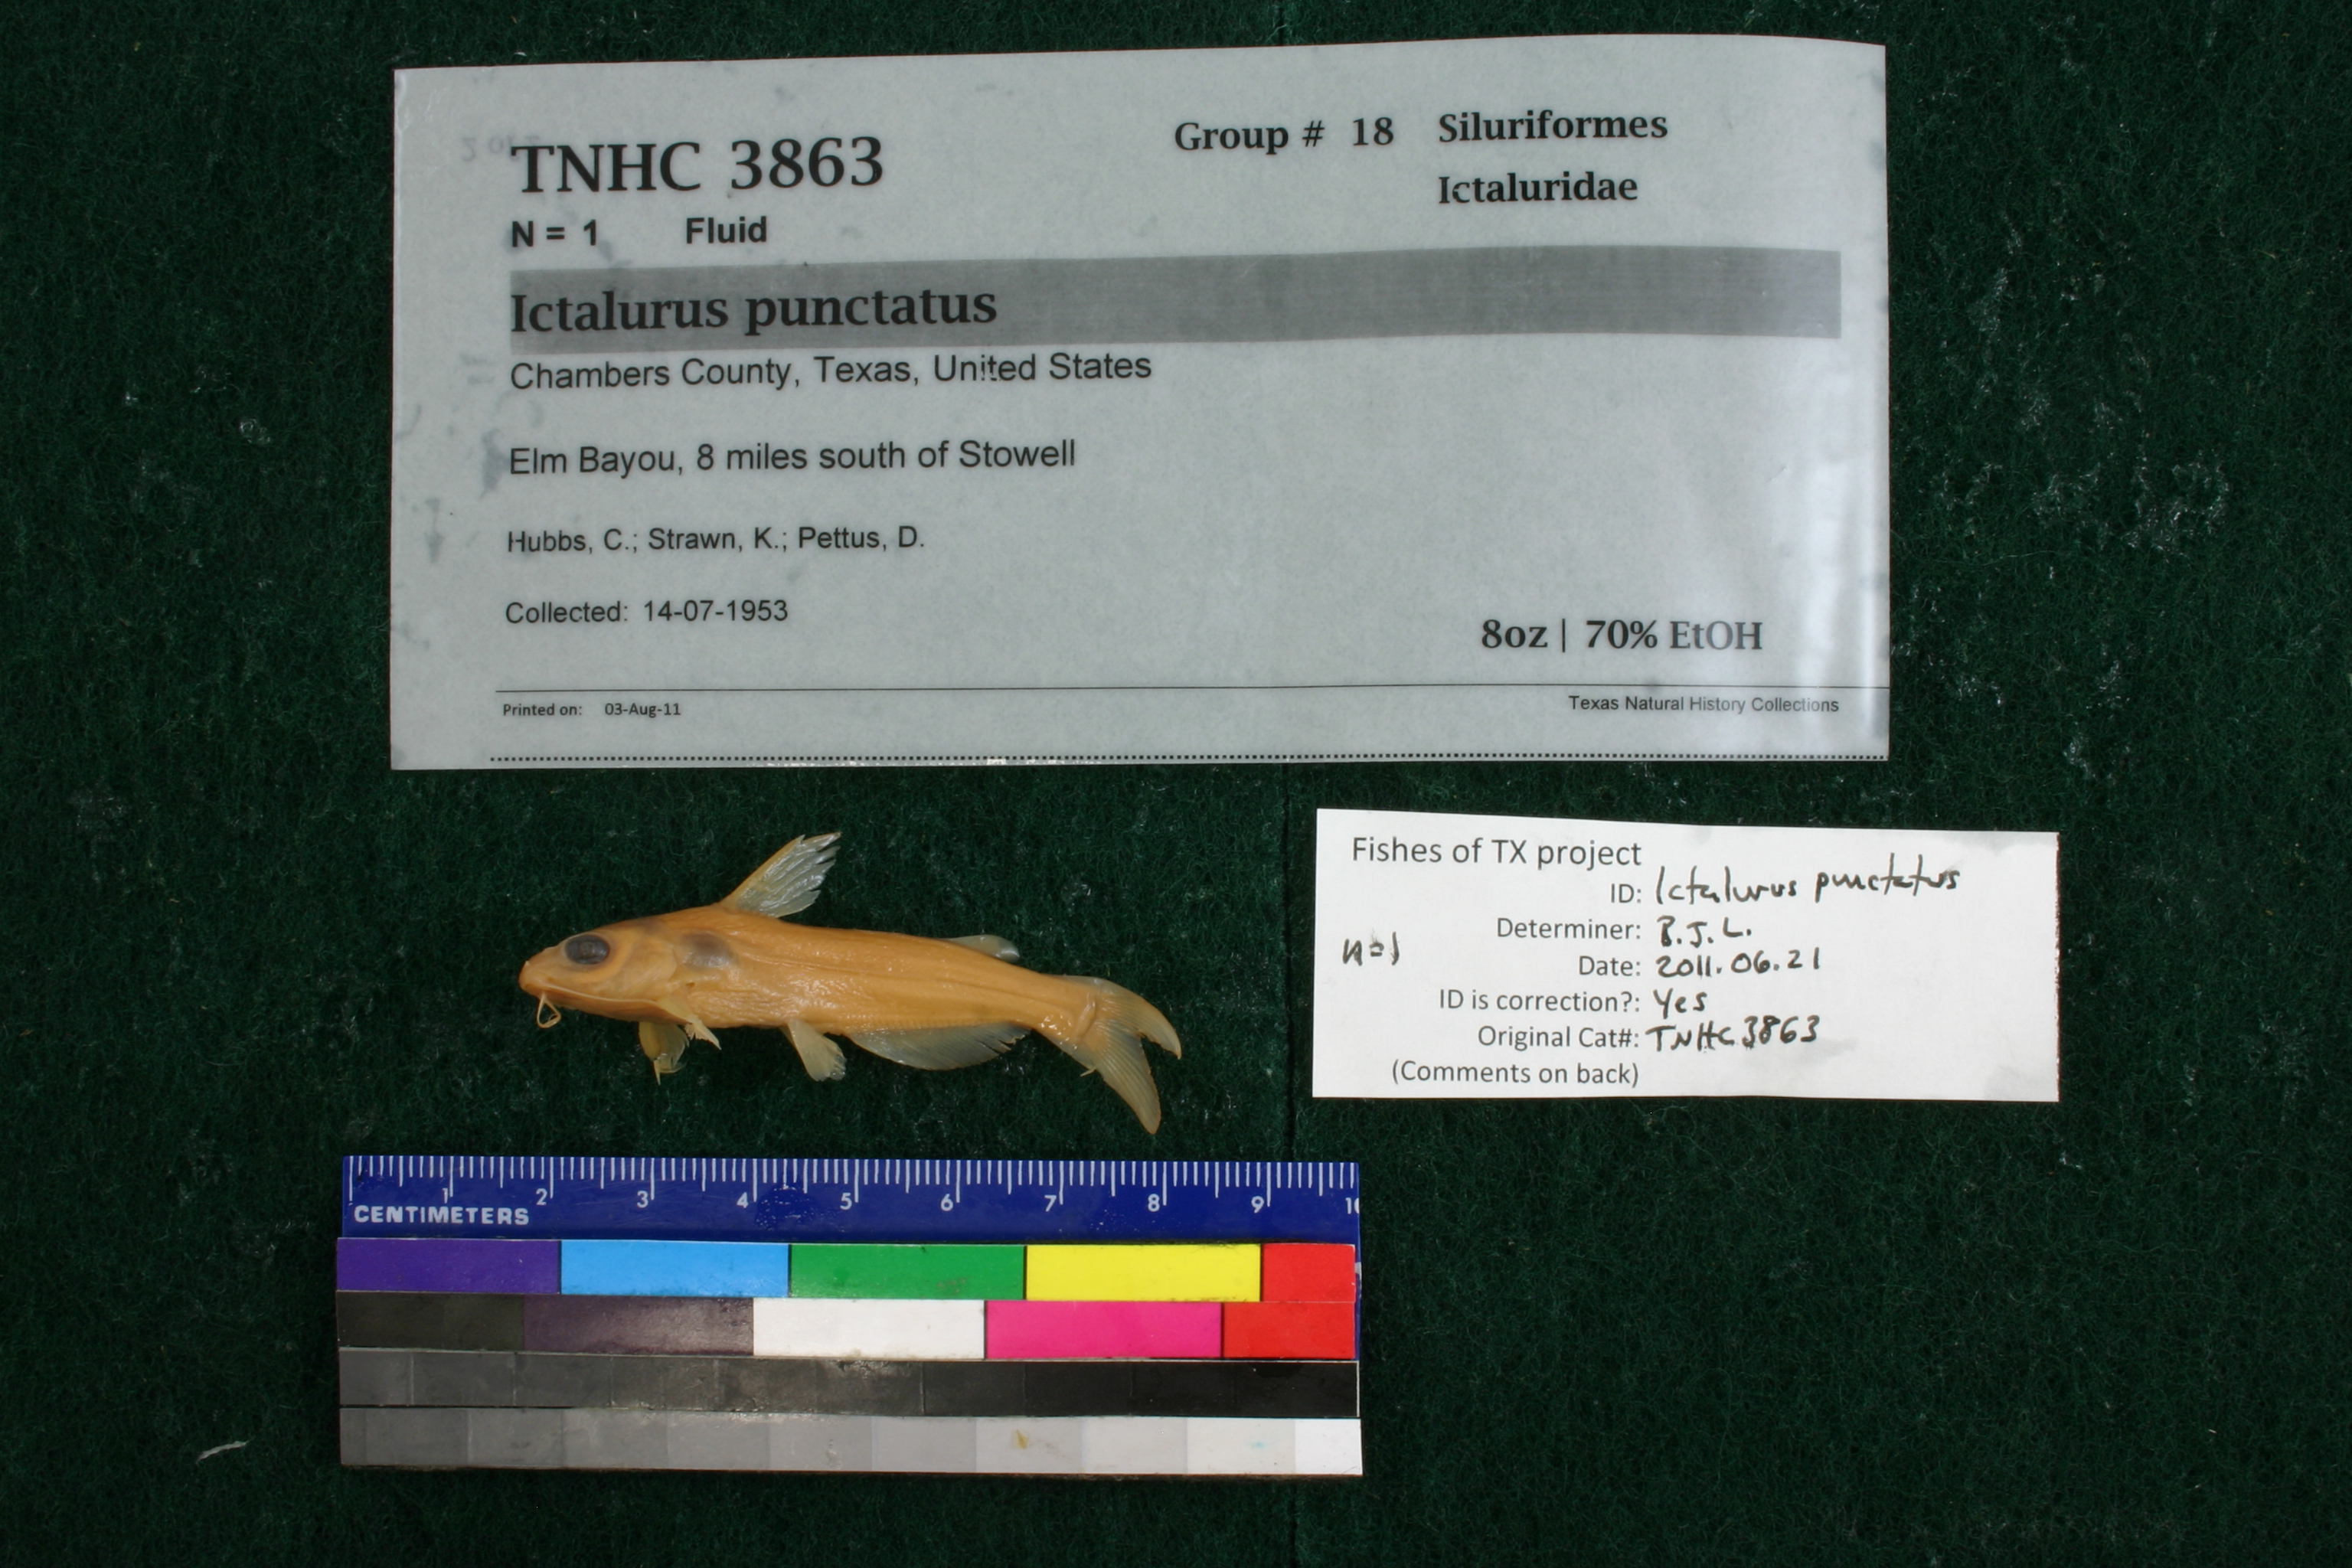 TNHC 3863
Group # 18 Siluriformes
Ictaluridae
N = 1 Fluid
Ictalurus punctatus
Chambers County, Texas, United States
Elm Bayou, 8 miles south of Stowell
Hubbs, C.; Strawn, K.; Pettus, D.
Collected: 14-07-1953
8oz | 70% EtOH
Printed on: 03-Aug-11
Texas Natural History Collections
Fishes of TX project
ID: Ictalurus punctatus
Determiner: B.J.L.
n=1
Date: 2011.06.21
ID is correction?: Yes
Original Cat#: TNHC 3863
(Comments on back)
1 2 3 4 5 6 7 8 9 10
CENTIMETERS